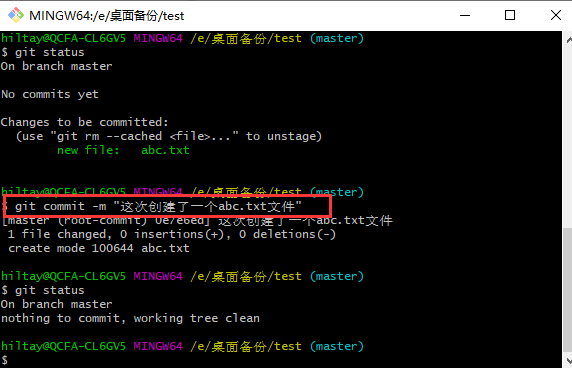 MINGW64:/e/桌面备份/test
hiltay@QCFA-CL6GV5 MINGW64 /e/桌面备份/test (master)
$ git status
On branch master
No commits yet
Changes to be committed:
(use "git rm --cached <file>..." to unstage)
new file: abc.txt
hiltay@QCFA-CL6GV5 MINGW64 /e/桌面备份/test (master)
$ git commit -m "这次创建了一个abc.txt文件"
[master (root-commit) 0e7e6ed] 这次创建了一个abc.txt文件
1 file changed, 0 insertions(+), 0 deletions(-)
create mode 100644 abc.txt
hiltay@QCFA-CL6GV5 MINGW64 /e/桌面备份/test (master)
$ git status
On branch master
nothing to commit, working tree clean
hiltay@QCFA-CL6GV5 MINGW64 /e/桌面备份/test (master)
$